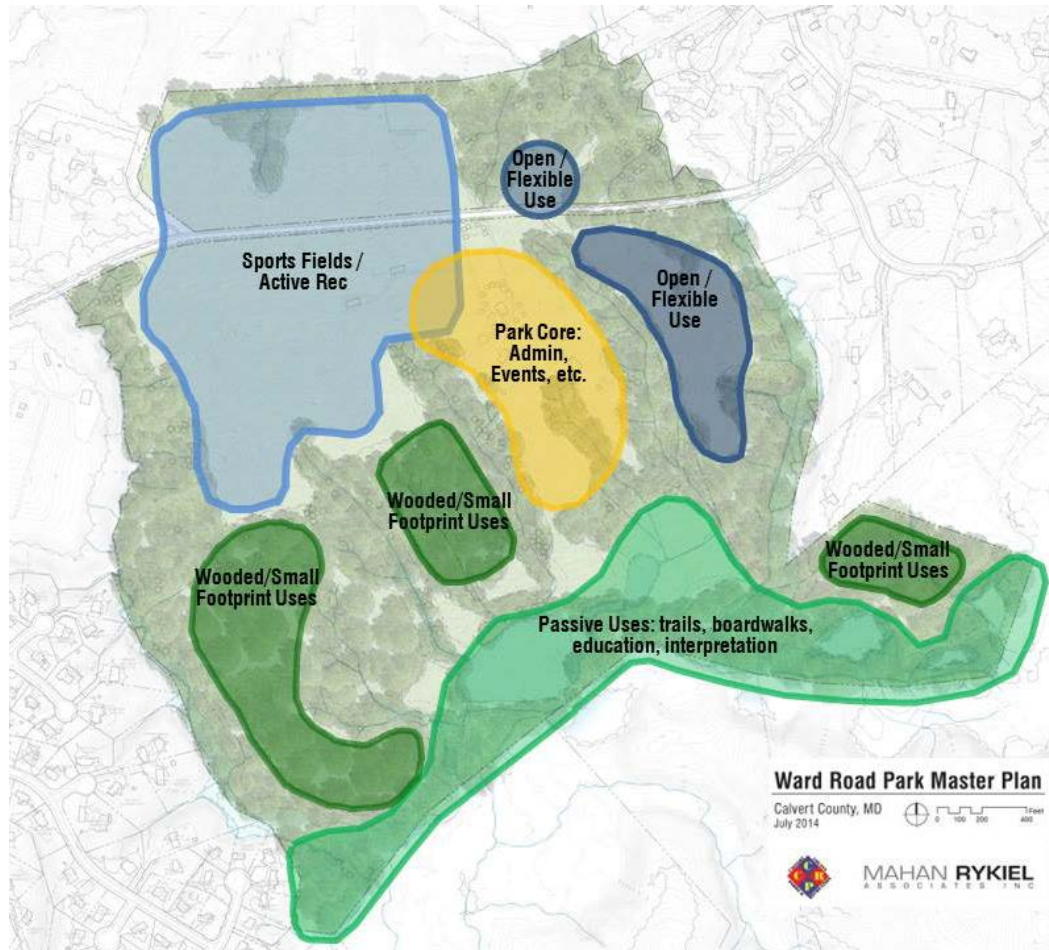 Open /
Flexible
Use
Sports Fields /
Active Rec
Open /
Flexible
Use
Park Core:
Admin,
Events, etc.
Wooded/Small
Footprint Uses
Wooded/Small
Footprint Uses
Wooded/Small
Footprint Uses
Passive Uses: trails, boardwalks,
education, interpretation
Ward Road Park Master Plan
Calvert County, MD
July 2014
0 100 200 400
Feet
C
C R
P
MAHAN RYKIEL
ASSOCIATES INC